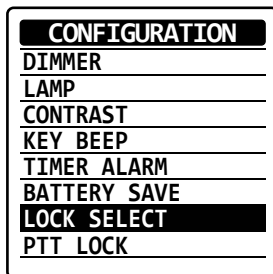 CONFIGURATION
DIMMER
LAMP
CONTRAST
KEY BEEP
TIMER ALARM
BATTERY SAVE
LOCK SELECT
PTT LOCK